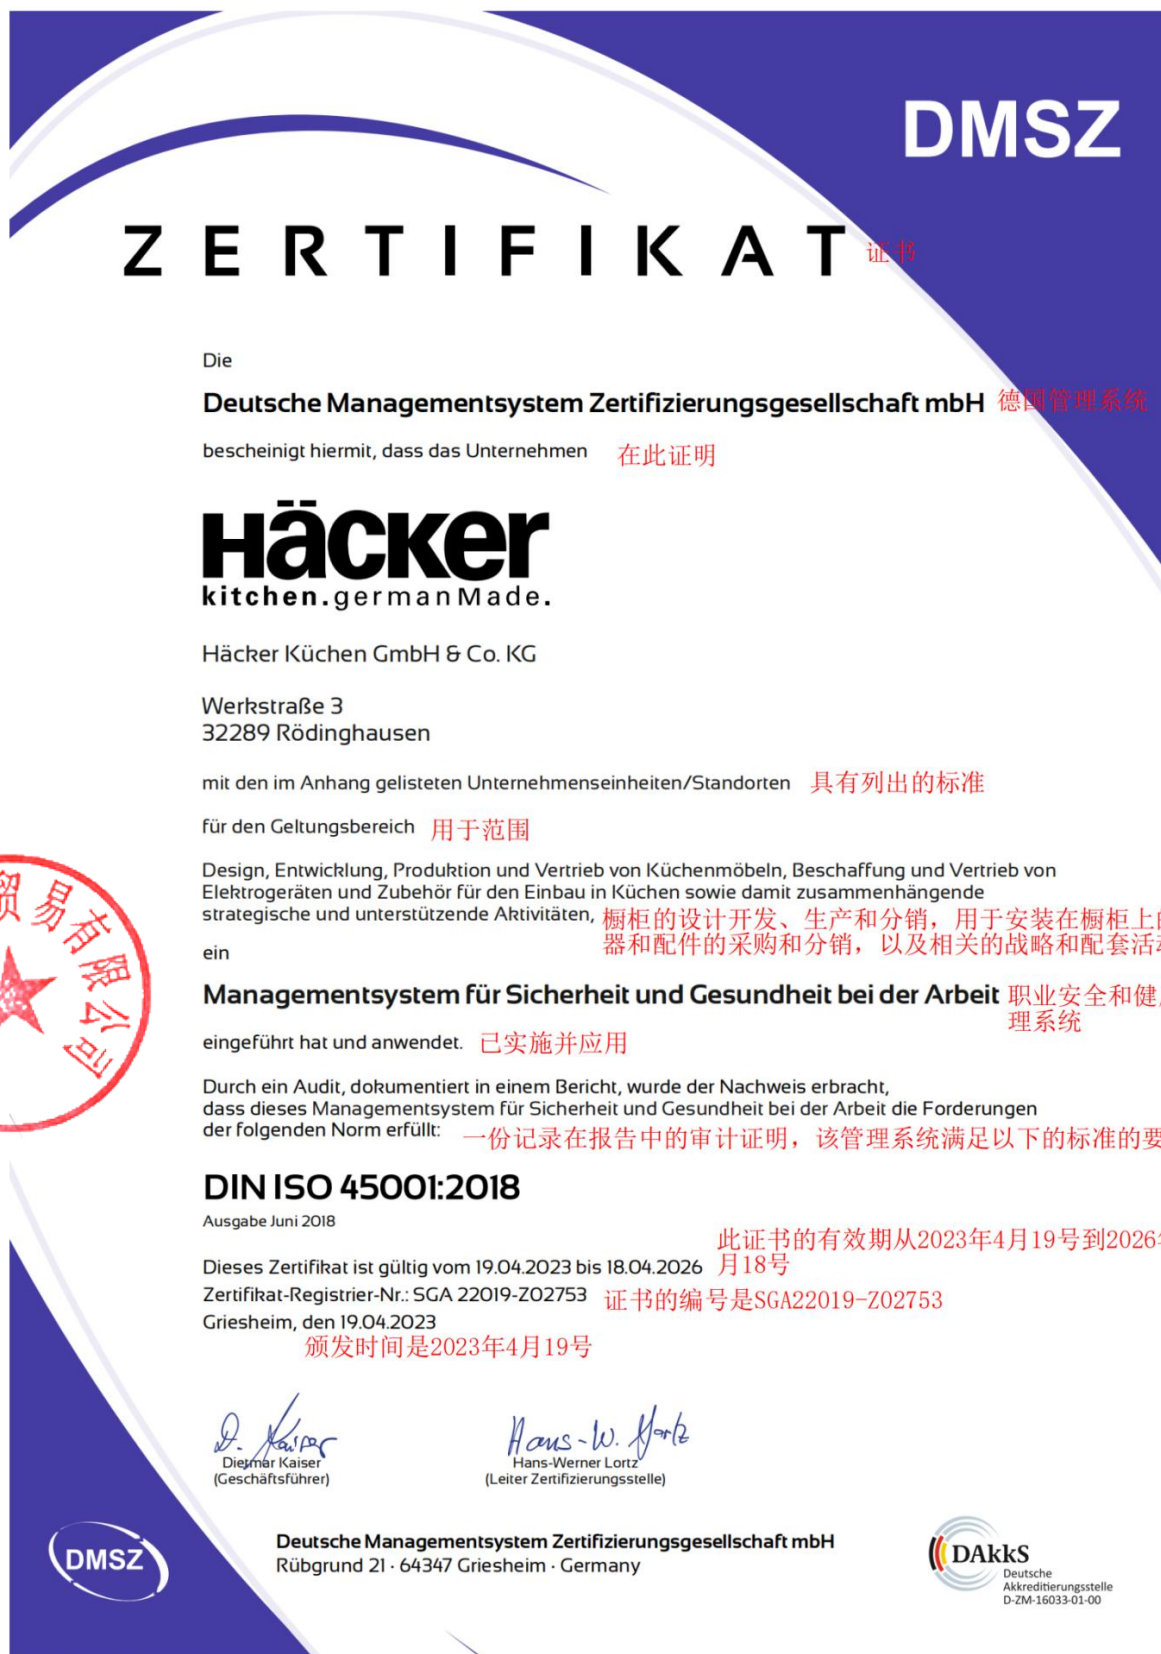 DMSZ
ZERTIFIKAT 证书
Die
Deutsche Managementsystem Zertifizierungsgesellschaft mbH 德国管理系统
bescheinigt hiermit, dass das Unternehmen 在此证明
Häcker
kitchen.germanMade.
Häcker Küchen GmbH & Co. KG
Werkstraße 3
32289 Rödinghausen
mit den im Anhang gelisteten Unternehmenseinheiten/Standorten 具有列出的标准
für den Geltungsbereich 用于范围
Design, Entwicklung, Produktion und Vertrieb von Küchenmöbeln, Beschaffung und Vertrieb von
Elektrogeräten und Zubehör für den Einbau in Küchen sowie damit zusammenhängende
strategische und unterstützende Aktivitäten, 橱柜的设计开发、生产和分销，用于安装在橱柜上
器和配件的采购和分销，以及相关的战略和配套活
ein
Managementsystem für Sicherheit und Gesundheit bei der Arbeit 职业安全和健
理系统
eingeführt hat und anwendet. 已实施并应用
Durch ein Audit, dokumentiert in einem Bericht, wurde der Nachweis erbracht,
dass dieses Managementsystem für Sicherheit und Gesundheit bei der Arbeit die Forderungen
der folgenden Norm erfüllt: 一份记录在报告中的审计证明，该管理系统满足以下的标准的要
DIN ISO 45001:2018
Ausgabe Juni 2018
此证书的有效期从2023年4月19号到2026
Dieses Zertifikat ist gültig vom 19.04.2023 bis 18.04.2026 月18号
Zertifikat-Registrier-Nr.: SGA 22019-Z02753 证书的编号是SGA22019-Z02753
Griesheim, den 19.04.2023
颁发时间是2023年4月19号
D. Kaiser
Hans-W. Lortz
Dietmar Kaiser
(Geschäftsführer)
Hans-Werner Lortz
(Leiter Zertifizierungsstelle)
贸易有限公司
DMSZ
Deutsche Managementsystem Zertifizierungsgesellschaft mbH
Rübgrund 21 · 64347 Griesheim · Germany
DAkkS
Deutsche
Akkreditierungsstelle
D-ZM-16033-01-00